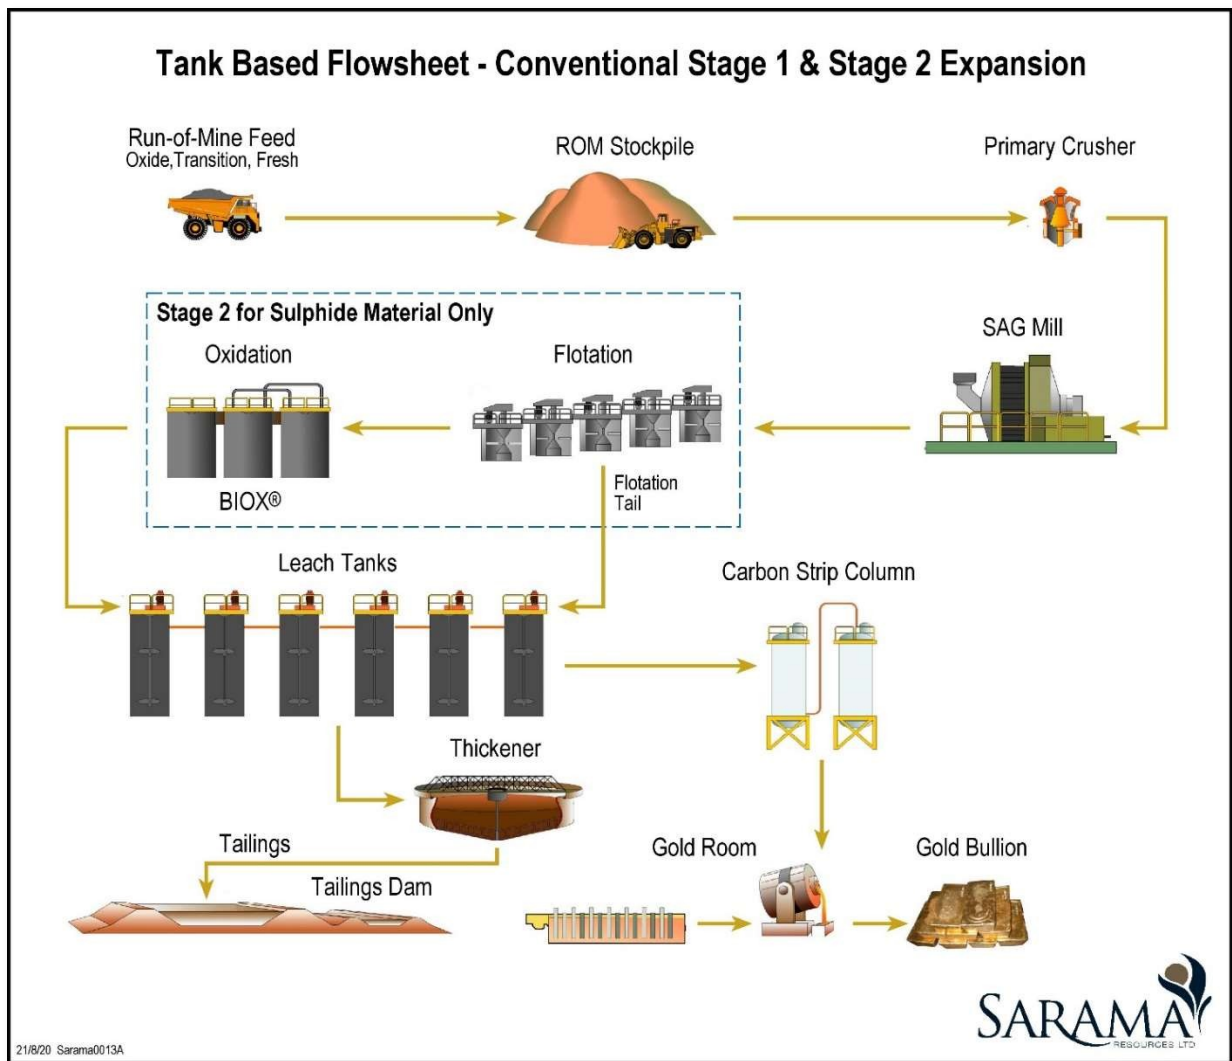 Tank Based Flowsheet - Conventional Stage 1 & Stage 2 Expansion
Run-of-Mine Feed
Oxide,Transition, Fresh
ROM Stockpile
Primary Crusher
Stage 2 for Sulphide Material Only
Oxidation
Flotation
SAG Mill
BIOX®
Flotation
Tail
Leach Tanks
Carbon Strip Column
Thickener
Tailings
Tailings Dam
Gold Room
Gold Bullion
SARAMA
RESOURCES LTD
21/8/20 Sarama0013A